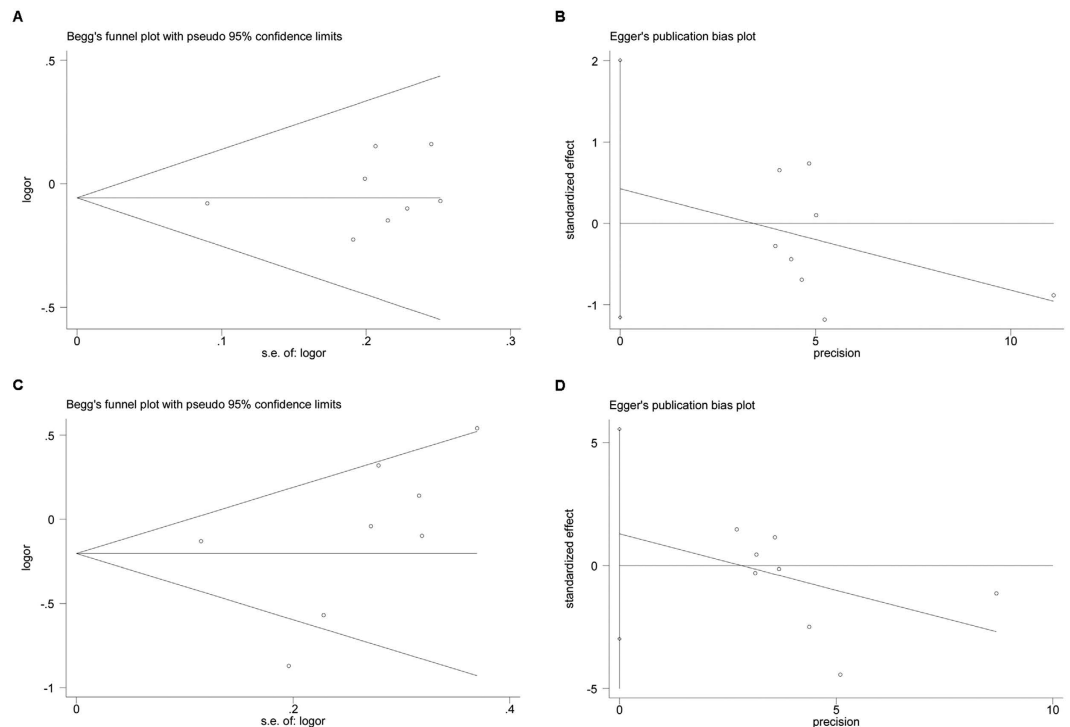 A
Begg's funnel plot with pseudo 95% confidence limits
.5
0
-.5
logor
0
.1
.2
.3
s.e. of: logor
B
Egger's publication bias plot
2
1
0
-1
standardized effect
0
5
10
precision
C
Begg's funnel plot with pseudo 95% confidence limits
.5
0
-.5
-1
logor
0
.2
.4
s.e. of: logor
D
Egger's publication bias plot
5
0
-5
standardized effect
0
5
10
precision